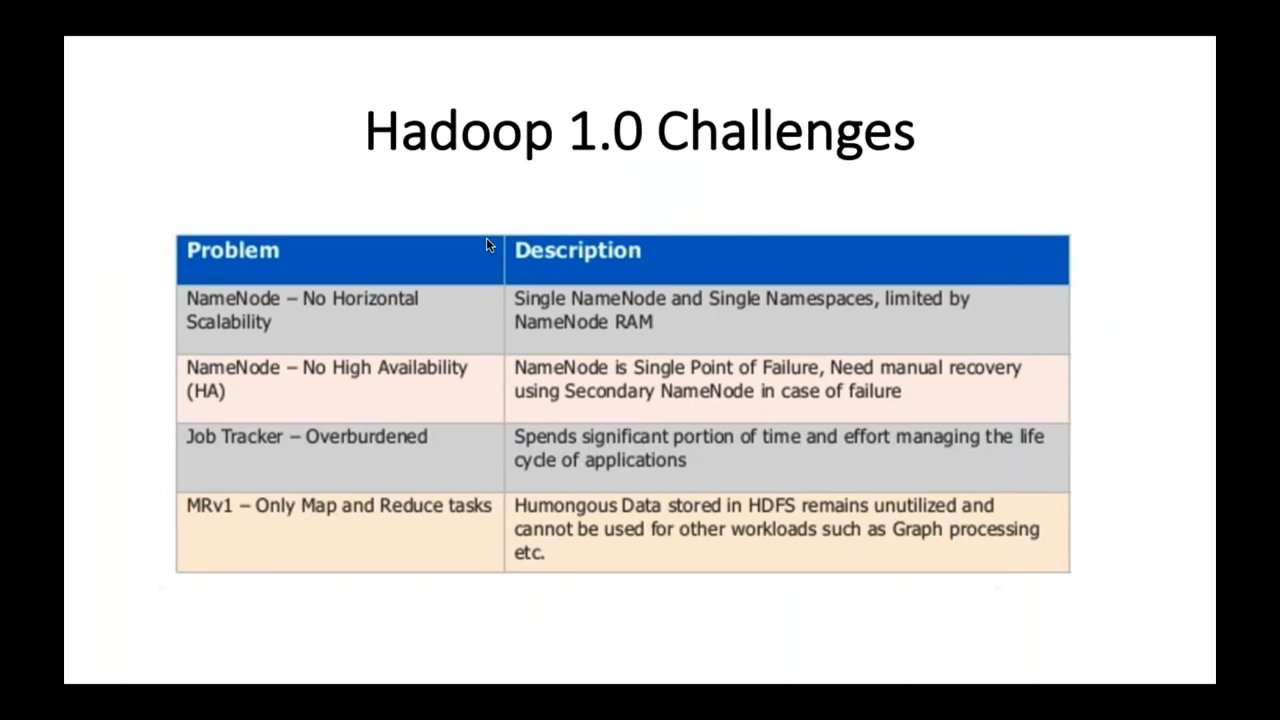 Hadoop 1.0 Challenges
Problem
Description
NameNode – No Horizontal
Scalability
Single NameNode and Single Namespaces, limited by
NameNode RAM
NameNode – No High Availability
(HA)
NameNode is Single Point of Failure, Need manual recovery
using Secondary NameNode in case of failure
Job Tracker – Overburdened
Spends significant portion of time and effort managing the life
cycle of applications
MRv1 – Only Map and Reduce tasks
Humongous Data stored in HDFS remains unutilized and
cannot be used for other workloads such as Graph processing
etc.